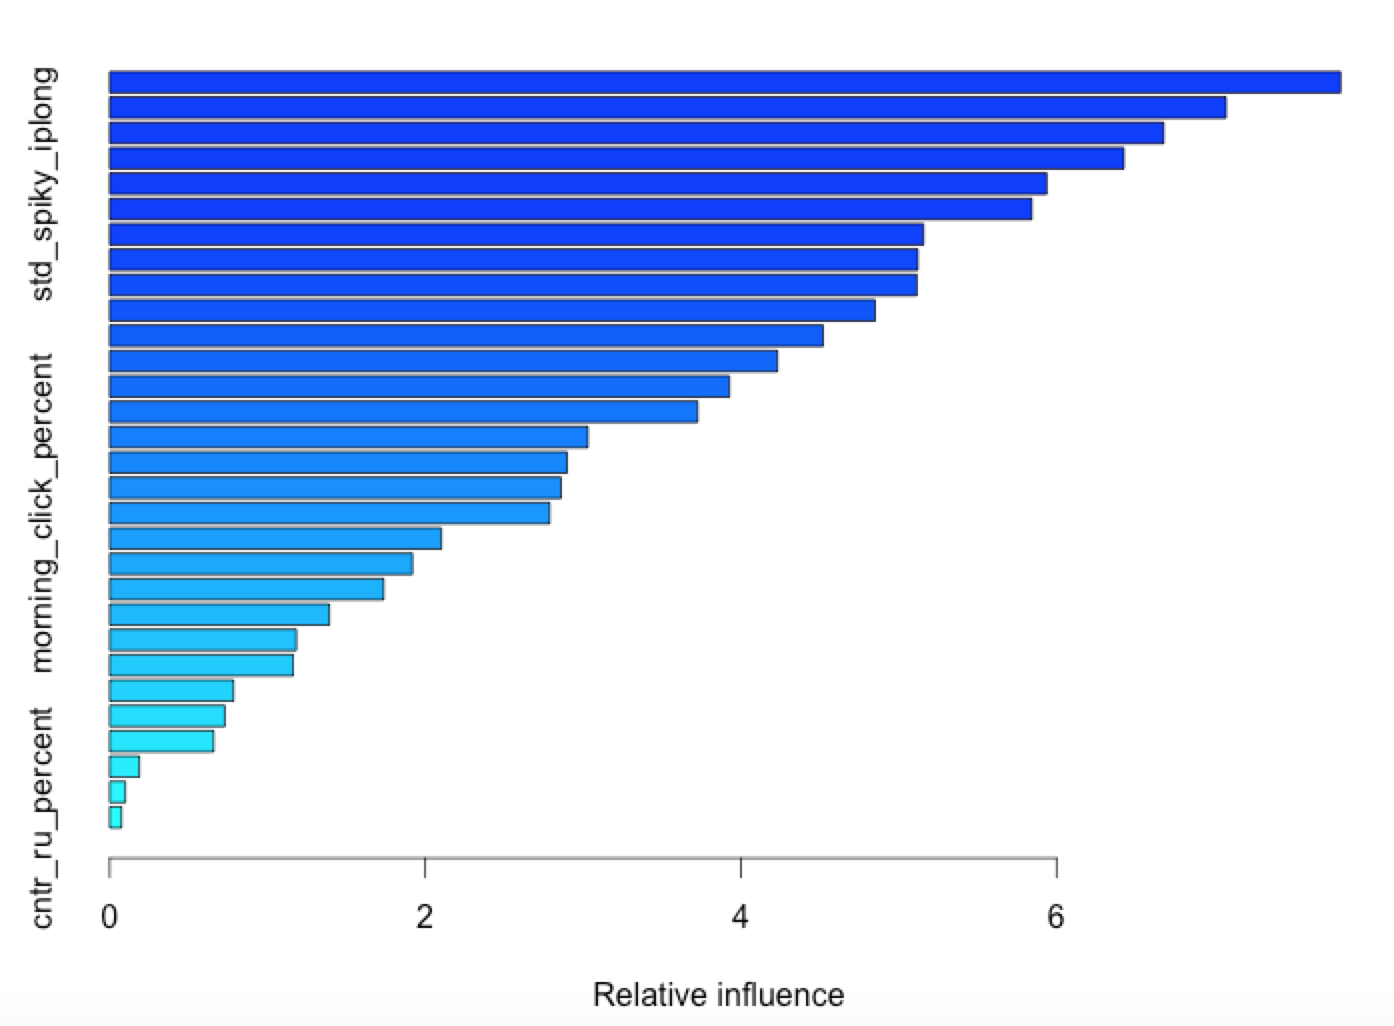 std_spiky_iplong
morning_click_percent
cntr_ru_percent
0 2 4 6
Relative influence